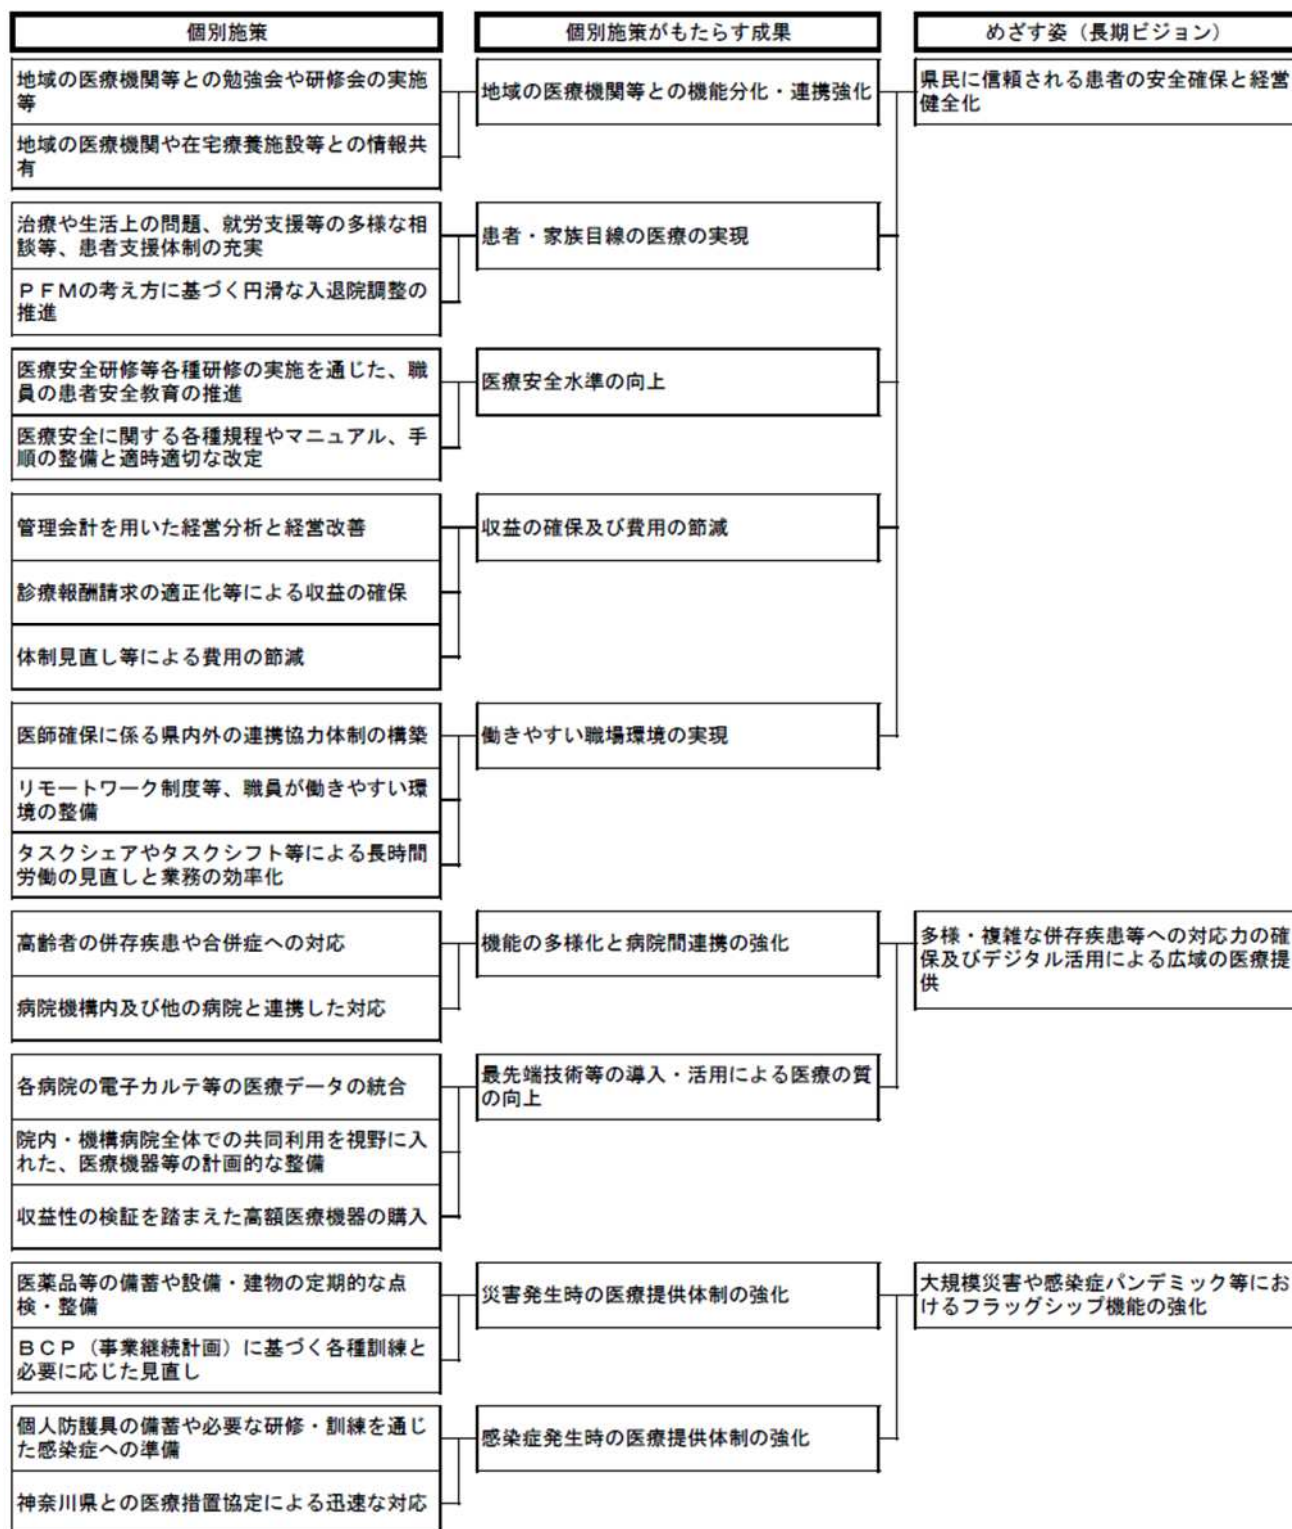 個別施策
個別施策がもたらす成果
めざす姿（長期ビジョン）
地域の医療機関等との勉強会や研修会の実施
等
地域の医療機関や在宅療養施設等との情報共
有
地域の医療機関等との機能分化・連携強化
県民に信頼される患者の安全確保と経営
健全化
治療や生活上の問題、就労支援等の多様な相
談等、患者支援体制の充実
ＰＦＭの考え方に基づく円滑な入退院調整の
推進
患者・家族目線の医療の実現
医療安全研修等各種研修の実施を通じた、職
員の患者安全教育の推進
医療安全に関する各種規程やマニュアル、手
順の整備と適時適切な改定
医療安全水準の向上
管理会計を用いた経営分析と経営改善
診療報酬請求の適正化等による収益の確保
体制見直し等による費用の節減
収益の確保及び費用の節減
医師確保に係る県内外の連携協力体制の構築
リモートワーク制度等、職員が働きやすい環
境の整備
タスクシェアやタスクシフト等による長時間
労働の見直しと業務の効率化
働きやすい職場環境の実現
高齢者の併存疾患や合併症への対応
病院機構内及び他の病院と連携した対応
機能の多様化と病院間連携の強化
多様・複雑な併存疾患等への対応力の確
保及びデジタル活用による広域の医療提
供
各病院の電子カルテ等の医療データの統合
院内・機構病院全体での共同利用を視野に入
れた、医療機器等の計画的な整備
収益性の検証を踏まえた高額医療機器の購入
最先端技術等の導入・活用による医療の質
の向上
医薬品等の備蓄や設備・建物の定期的な点
検・整備
ＢＣＰ（事業継続計画）に基づく各種訓練と
必要に応じた見直し
災害発生時の医療提供体制の強化
大規模災害や感染症パンデミック等にお
けるフラッグシップ機能の強化
個人防護具の備蓄や必要な研修・訓練を通じ
た感染症への準備
神奈川県との医療措置協定による迅速な対応
感染症発生時の医療提供体制の強化